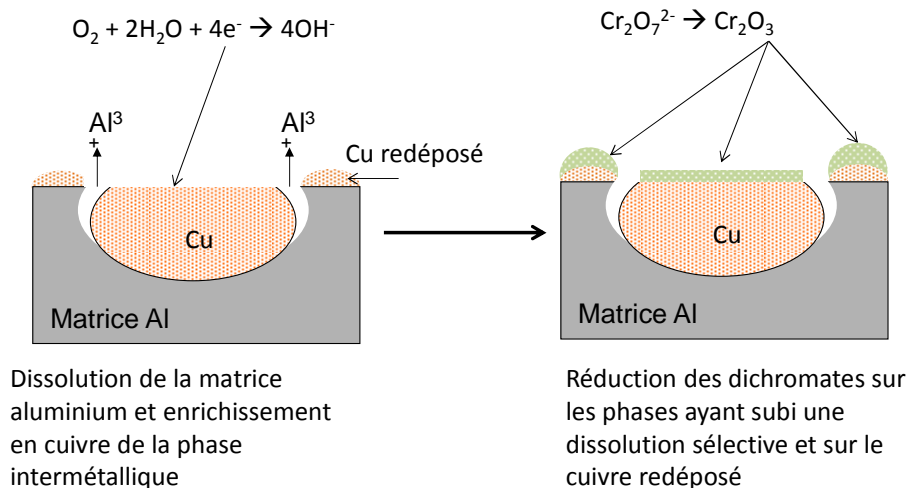 O₂ + 2H₂O + 4e⁻ → 4OH⁻
Al³⁺
Al³⁺
Cu redéposé
Cu
Matrice Al
Dissolution de la matrice
aluminium et enrichissement
en cuivre de la phase
intermétallique
Cr₂O₇²⁻ → Cr₂O₃
Cu
Matrice Al
Réduction des dichromates sur
les phases ayant subi une
dissolution sélective et sur le
cuivre redéposé